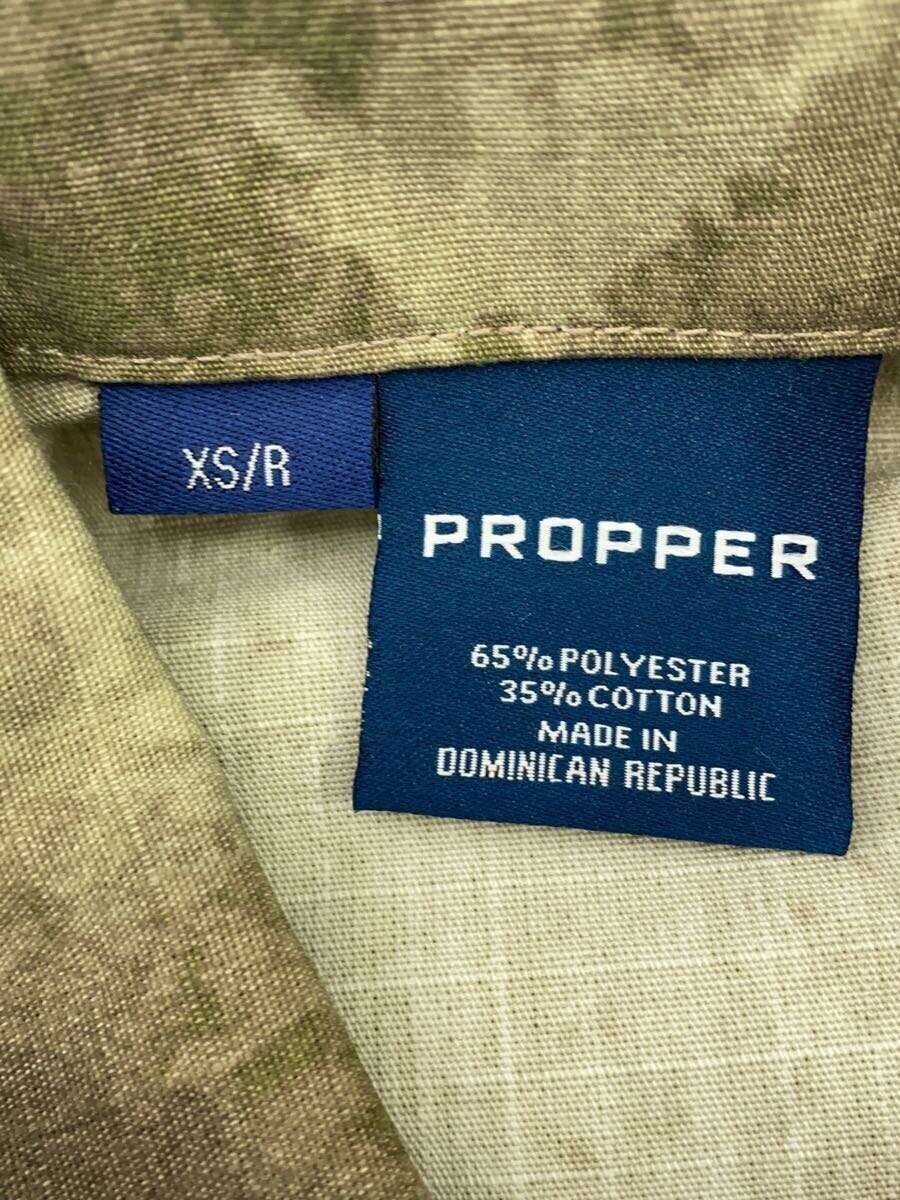 XS/R
PROPPER
65% POLYESTER
35% COTTON
MADE IN
DOMINICAN REPUBLIC